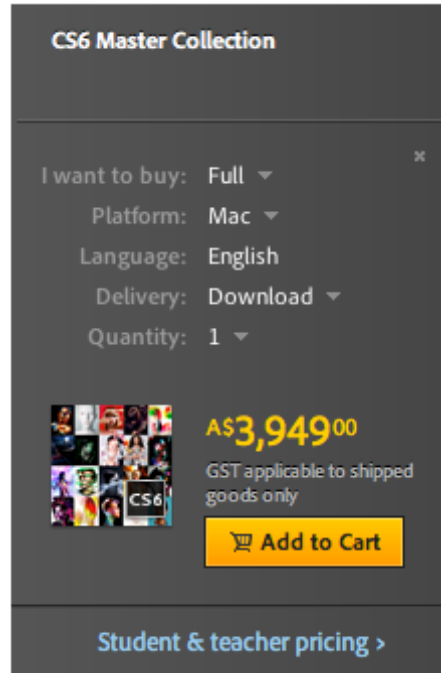 CS6 Master Collection
I want to buy: Full
Platform: Mac
Language: English
Delivery: Download
Quantity: 1
A$3,94900
GST applicable to shipped
goods only
CS6
Add to Cart
Student & teacher pricing ›